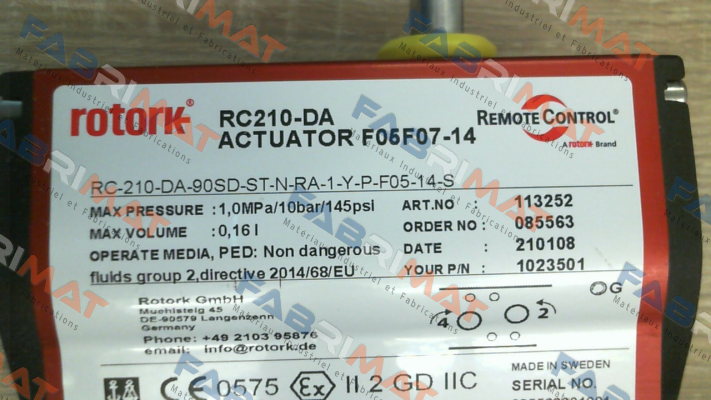 rotork
RC210-DA
ACTUATOR F05F07-14
REMOTE CONTROL®
A rotork Brand
RC-210-DA-90SD-ST-N-RA-1-Y-P-F05-14-S
MAX PRESSURE :1,0MPa/10bar/145psi
MAX VOLUME : 0,16 l
OPERATE MEDIA, PED: Non dangerous
fluids group 2,directive 2014/68/EU
ART.NO : 113252
ORDER NO : 085563
DATE : 210108
YOUR P/N : 1023501
Rotork GmbH
Muehlsteig 45
DE-90579 Langenzenn
Germany
Phone: +49 2103 95876
email: info@rotork.de
G
4 2
CE 0575 Ex II 2 GD IIC
MADE IN SWEDEN
SERIAL NO.
FABRIMAT
Materiaux Industriel et Fabrications